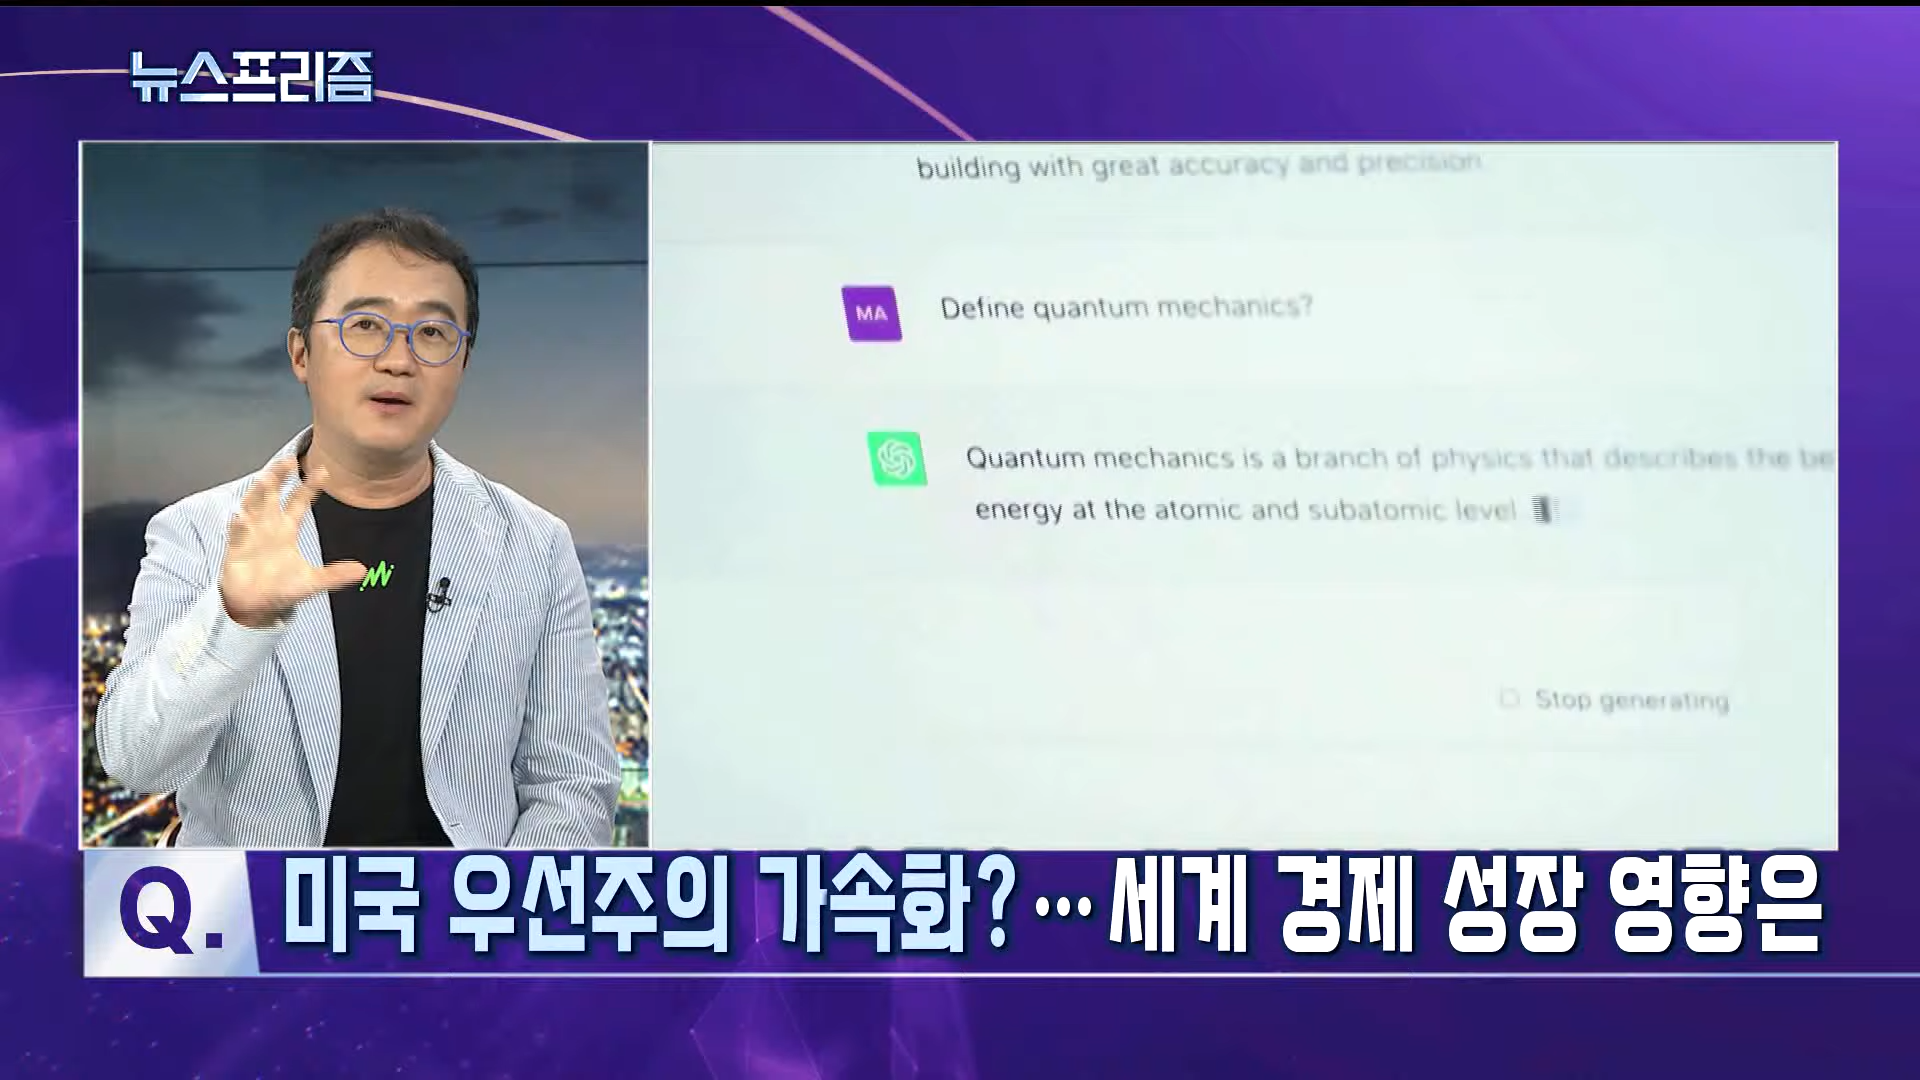 뉴스프리즘
building with great accuracy and precision.
MA
Define quantum mechanics?
Quantum mechanics is a branch of physics that describes the be
energy at the atomic and subatomic level
Stop generating
Q. 미국 우선주의 가속화?…세계 경제 성장 영향은